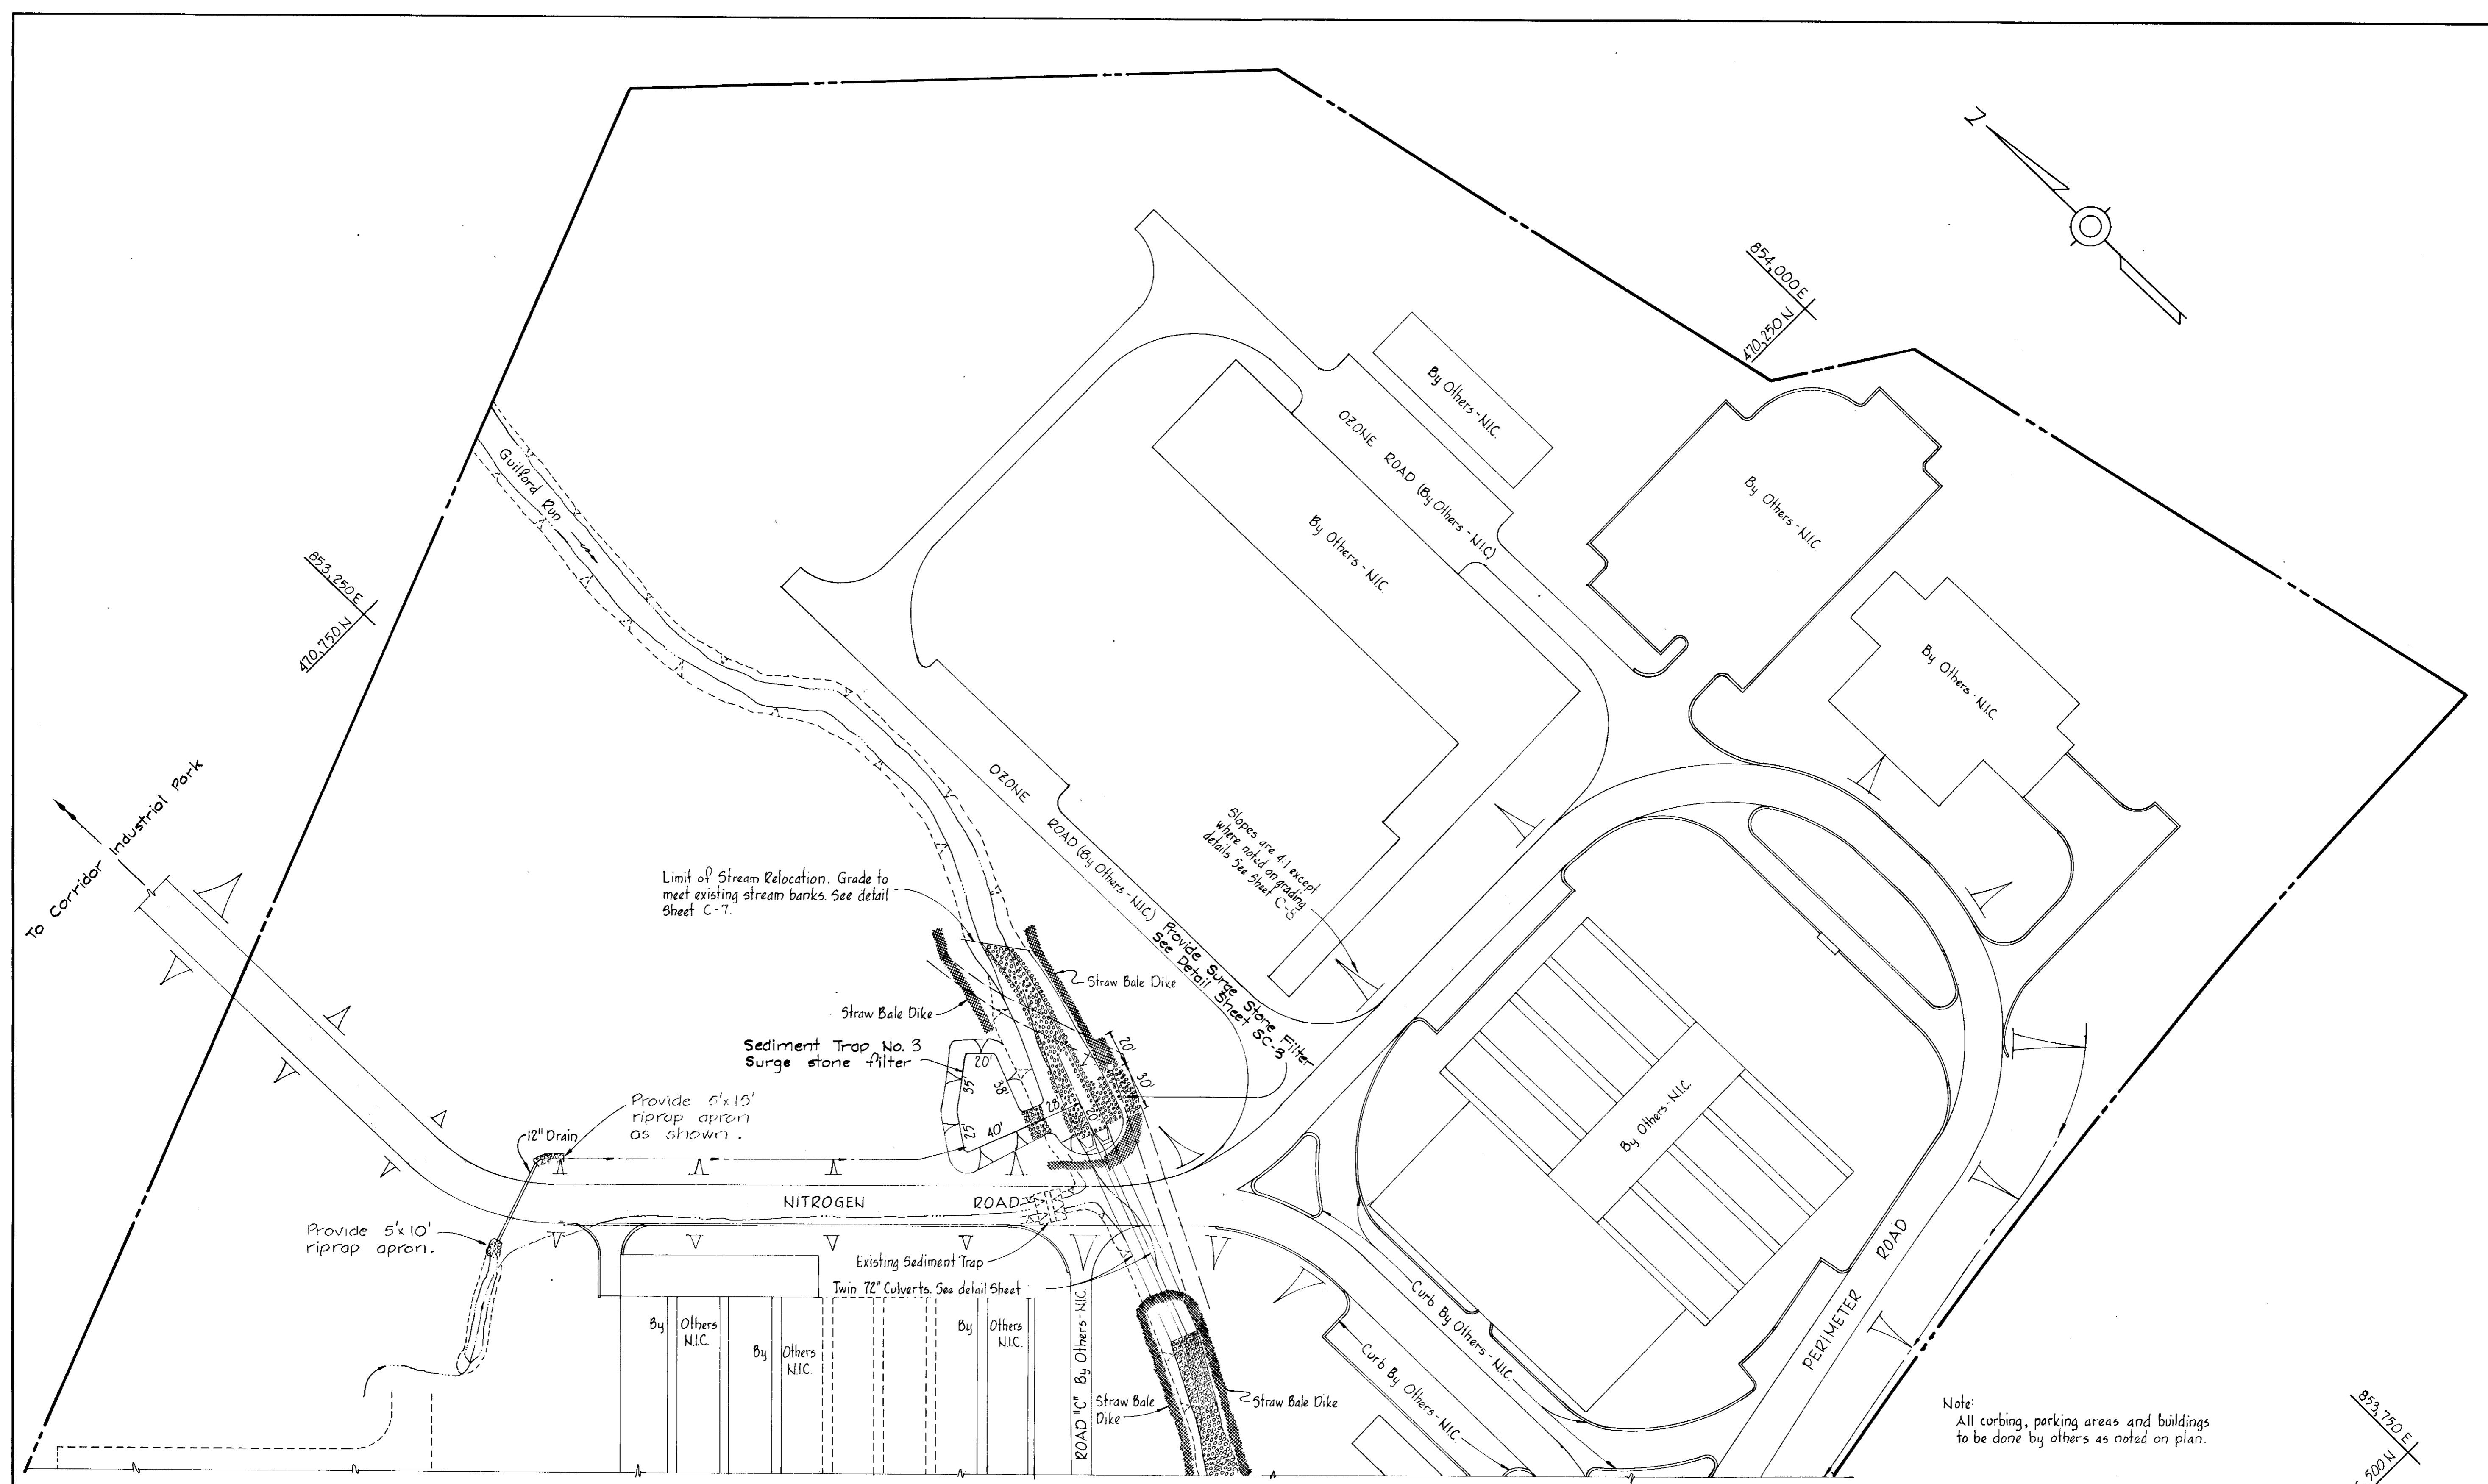 854,000 E
470,250 N
By Others - N.I.C.
OZONE ROAD (By Others - N.I.C)
By Others - N.I.C.
By Others - N.I.C.
By Others - N.I.C.
Guilford Run
853,250 E
470,750 N
To Corridor Industrial Park
OZONE ROAD (By Others - N.I.C)
Slopes are 4:1 except
where noted on grading
details. See Sheet
Limit of Stream Relocation. Grade to
meet existing stream banks. See detail
Sheet C-7.
Provide Surge Stone Filter
See Detail Sheet SC-3
Straw Bale Dike
Straw Bale Dike
Sediment Trap No. 3
Surge stone filter
20'
35'
38'
28'
25'
40'
20'
30'
20'
Provide 5'x15'
riprap apron
as shown.
12" Drain
NITROGEN ROAD
Provide 5'x10'
riprap apron.
Existing Sediment Trap
Twin 72" Culverts. See detail Sheet
By Others - N.I.C.
By Others
N.I.C.
By Others
N.I.C.
By Others
N.I.C.
ROAD "C" By Others - N.I.C.
Straw Bale
Dike
Straw Bale Dike
Curb By Others - N.I.C.
Curb By Others - N.I.C
PERIMETER ROAD
Note:
All curbing, parking areas and buildings
to be done by others as noted on plan.
853,750 E
500 N